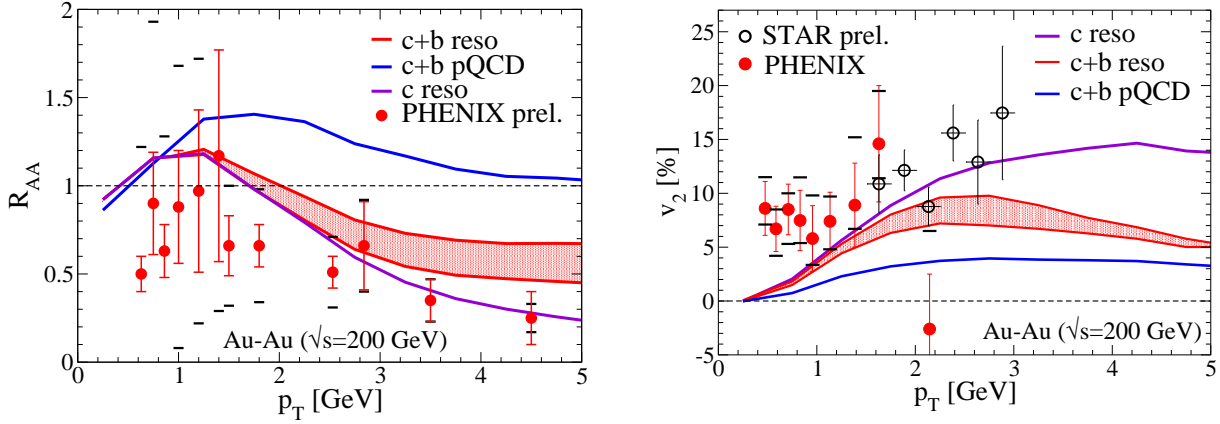 2
1.5
1
0.5
0
R_AA
c+b reso
c+b pQCD
c reso
PHENIX prel.
Au-Au (√s=200 GeV)
0 1 2 3 4 5
p_T [GeV]
25
20
15
10
5
0
-5
v_2 [%]
STAR prel.
PHENIX
c reso
c+b reso
c+b pQCD
Au-Au (√s=200 GeV)
0 1 2 3 4 5
p_T [GeV]